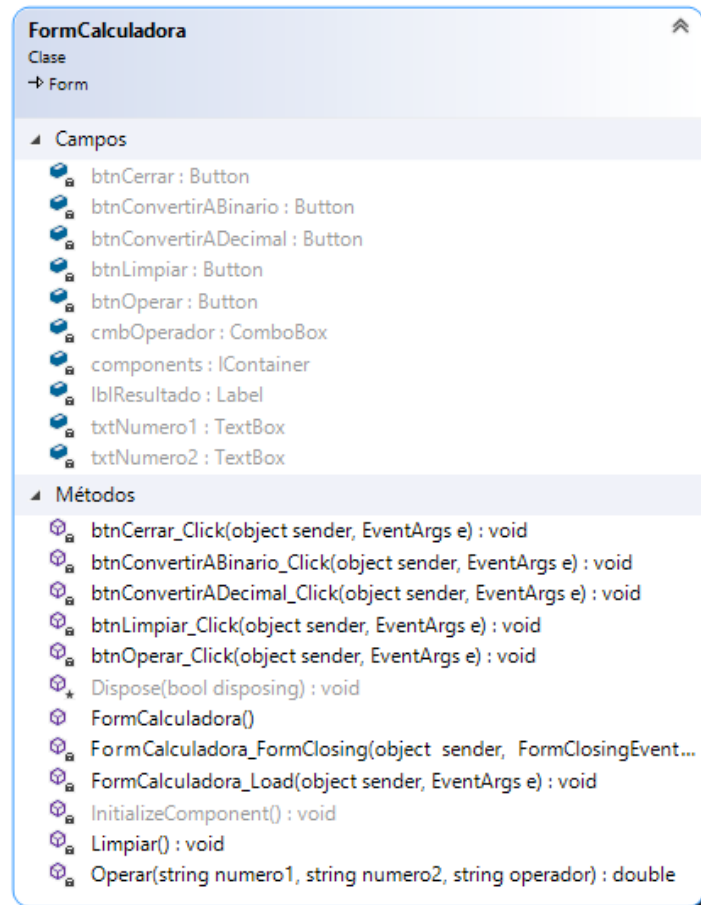 FormCalculadora
Clase
Form
Campos
btnCerrar : Button
btnConvertirABinario : Button
btnConvertirADecimal : Button
btnLimpiar : Button
btnOperar : Button
cmbOperador : ComboBox
components : IContainer
lblResultado : Label
txtNumero1 : TextBox
txtNumero2 : TextBox
Métodos
btnCerrar_Click(object sender, EventArgs e) : void
btnConvertirABinario_Click(object sender, EventArgs e) : void
btnConvertirADecimal_Click(object sender, EventArgs e) : void
btnLimpiar_Click(object sender, EventArgs e) : void
btnOperar_Click(object sender, EventArgs e) : void
Dispose(bool disposing) : void
FormCalculadora()
FormCalculadora_FormClosing(object sender, FormClosingEvent...
FormCalculadora_Load(object sender, EventArgs e) : void
InitializeComponent() : void
Limpiar() : void
Operar(string numero1, string numero2, string operador) : double